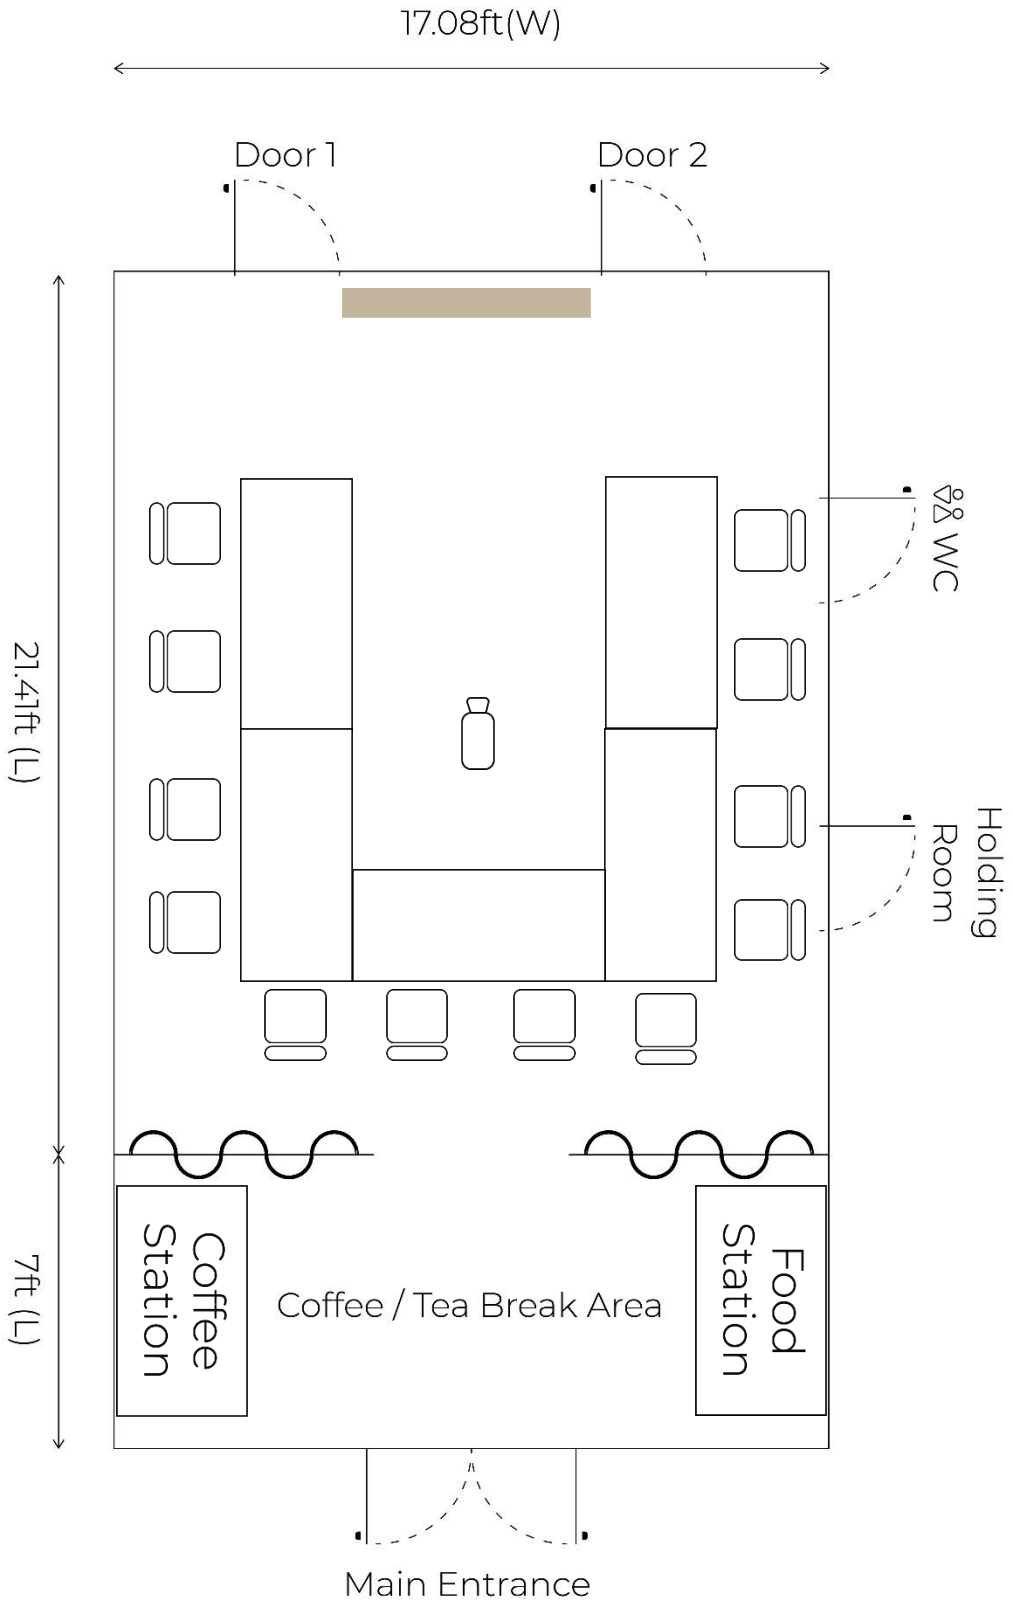 17.08ft(W)
Door 1
Door 2
WC
21.41ft (L)
Holding
Room
Coffee
Station
Coffee / Tea Break Area
Food
Station
7ft (L)
Main Entrance